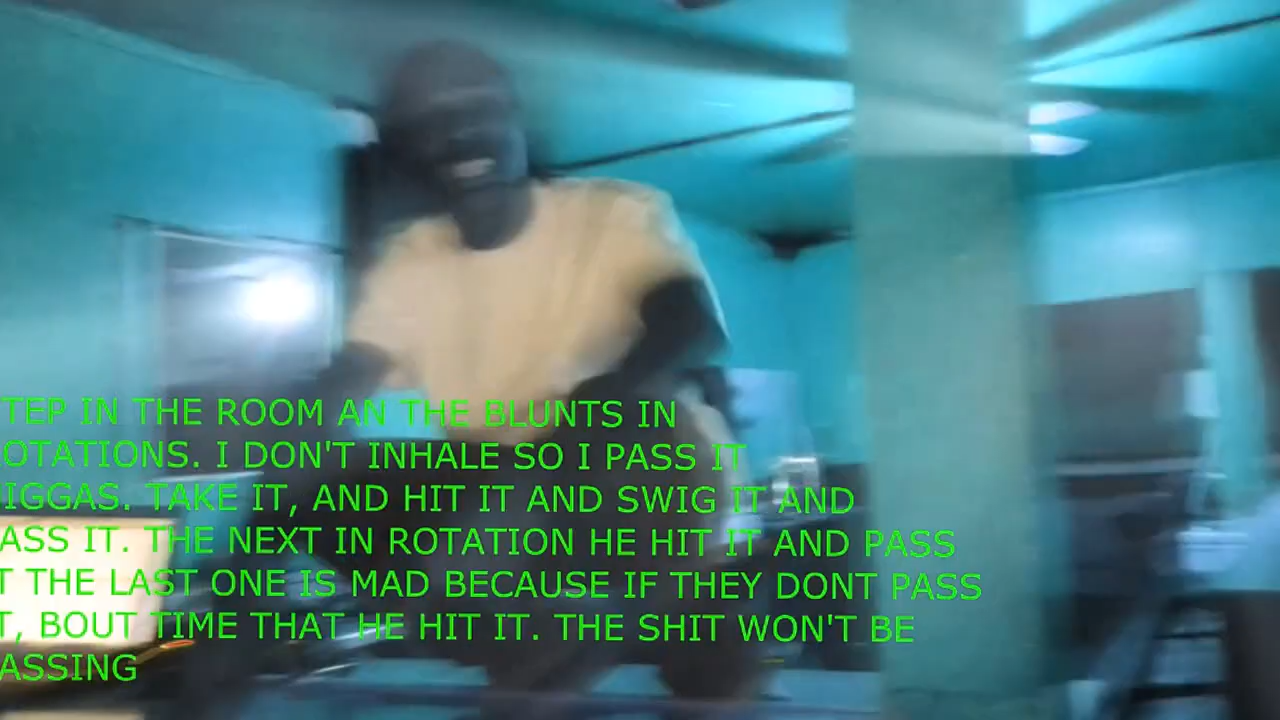 TEP IN THE ROOM AN THE BLUNTS IN
OTATIONS. I DON'T INHALE SO I PASS IT
IGGAS. TAKE IT, AND HIT IT AND SWIG IT AND
ASS IT. THE NEXT IN ROTATION HE HIT IT AND PASS
T THE LAST ONE IS MAD BECAUSE IF THEY DONT PASS
T, BOUT TIME THAT HE HIT IT. THE SHIT WON'T BE
ASSING